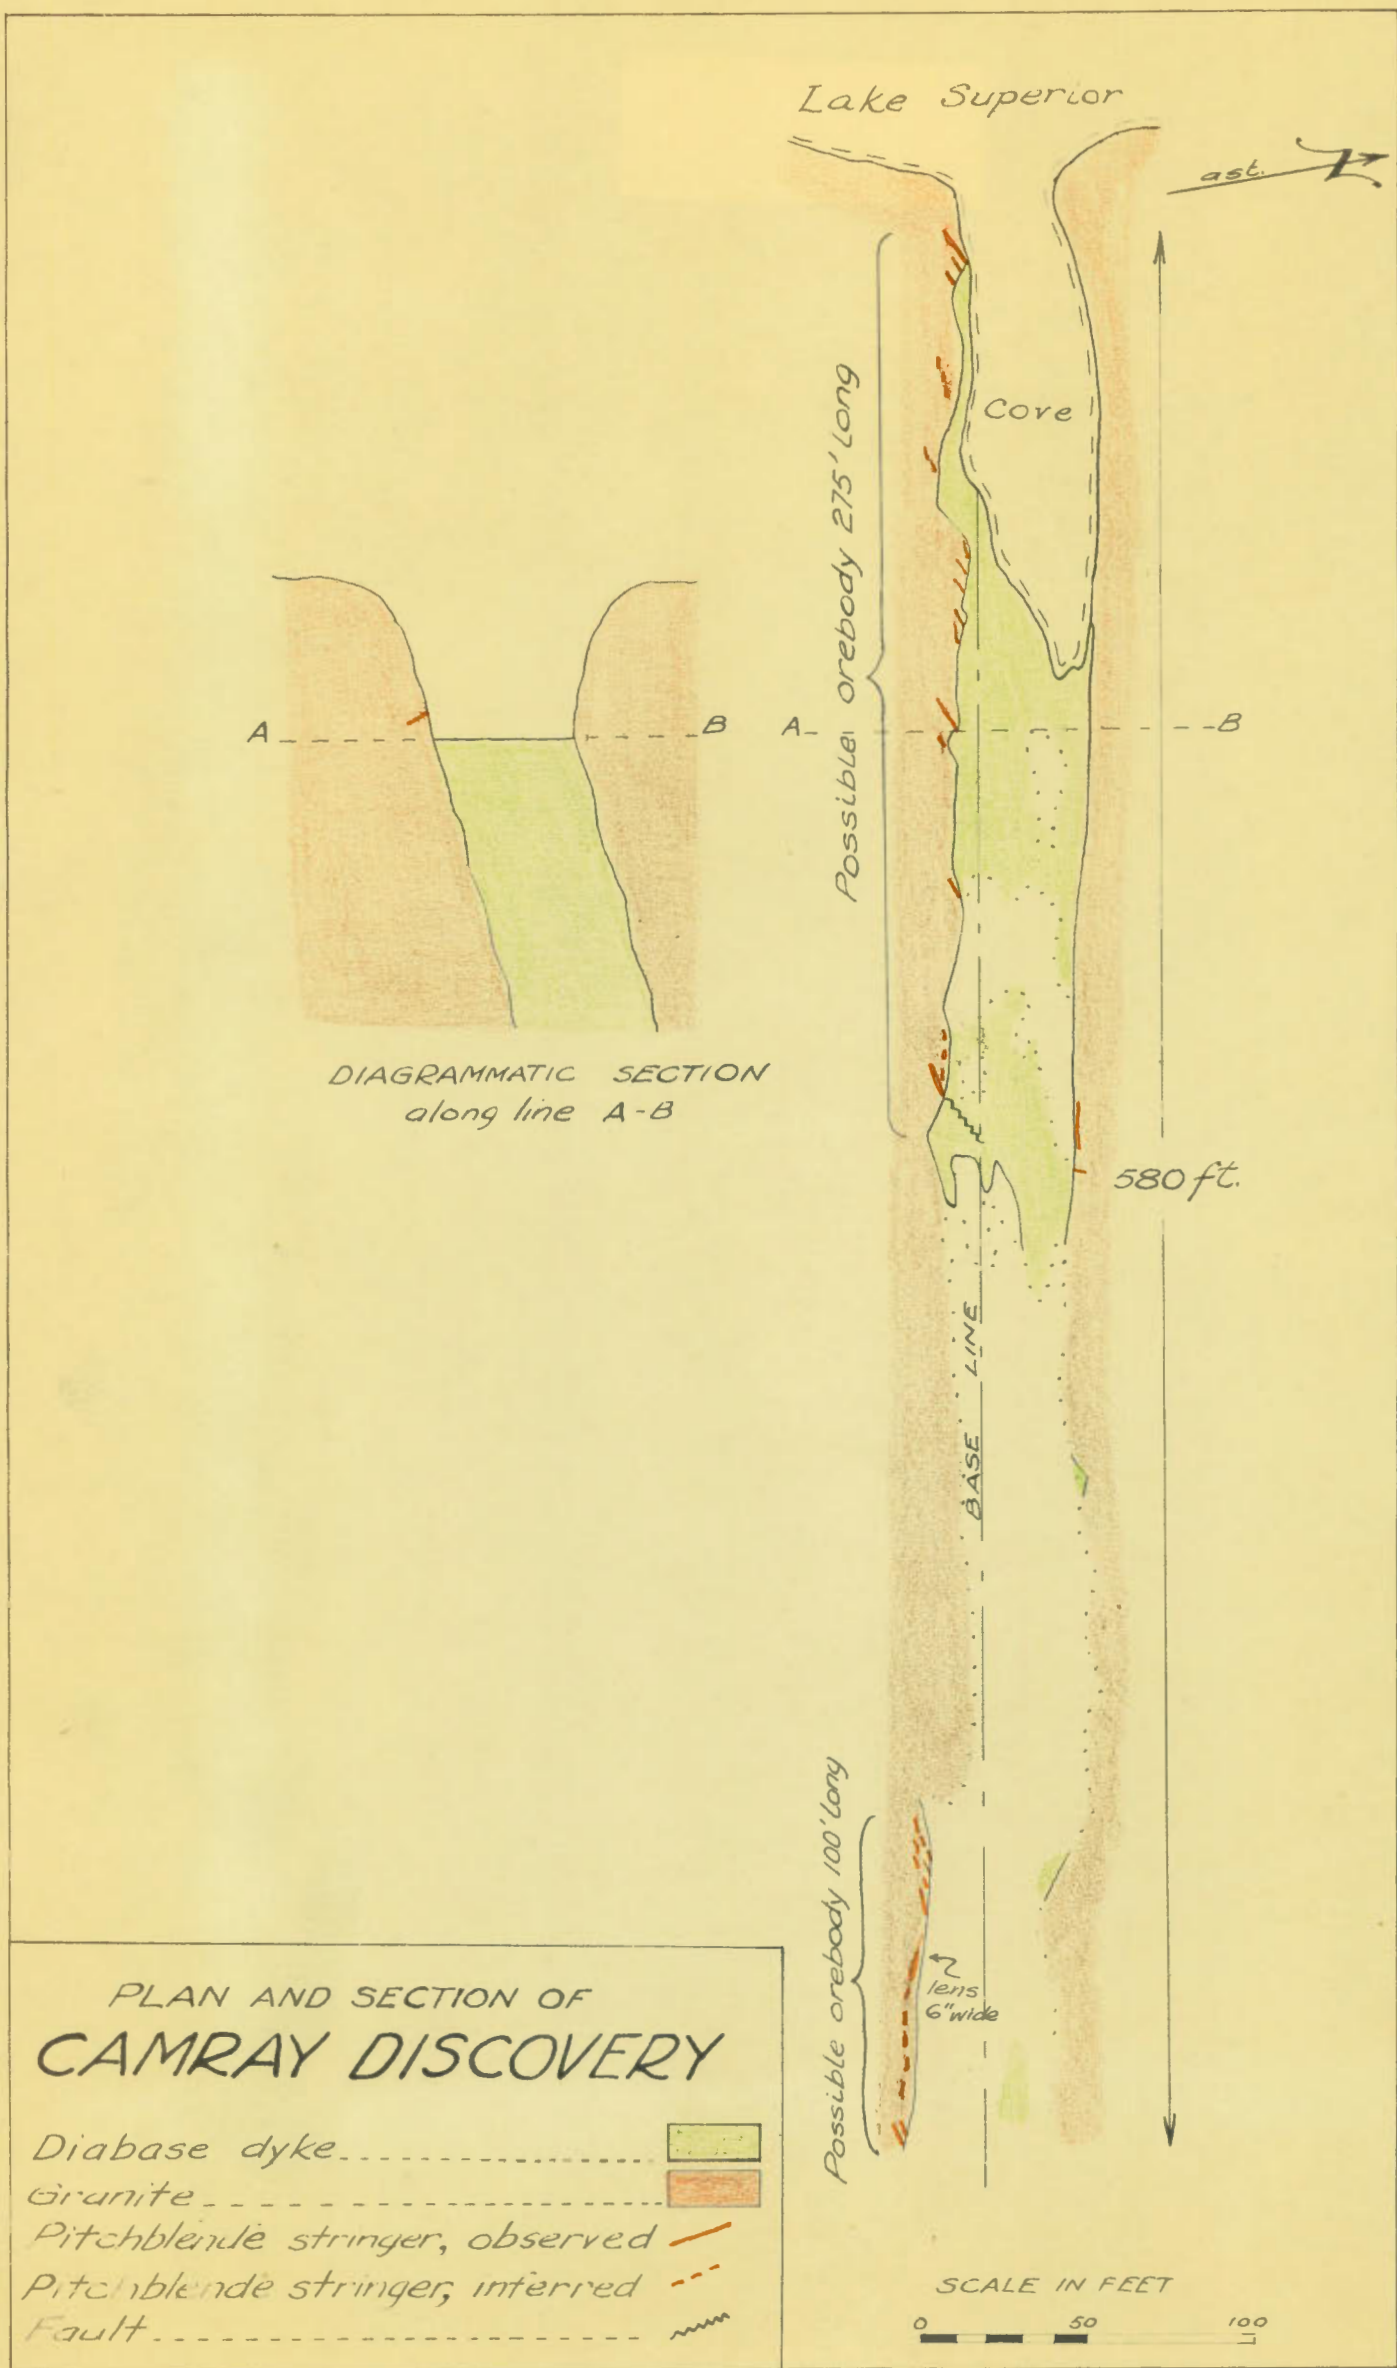 Lake Superior
ast.
N
Possible orebody 275' Long
Cove
A
B
A
B
DIAGRAMMATIC SECTION
along line A-B
580 ft.
BASE LINE
Possible orebody 100' Long
lens
6" wide
PLAN AND SECTION OF
CAMRAY DISCOVERY
Diabase dyke
Granite
Pitchblende stringer, observed
Pitchblende stringer, inferred
Fault
SCALE IN FEET
0 50 100